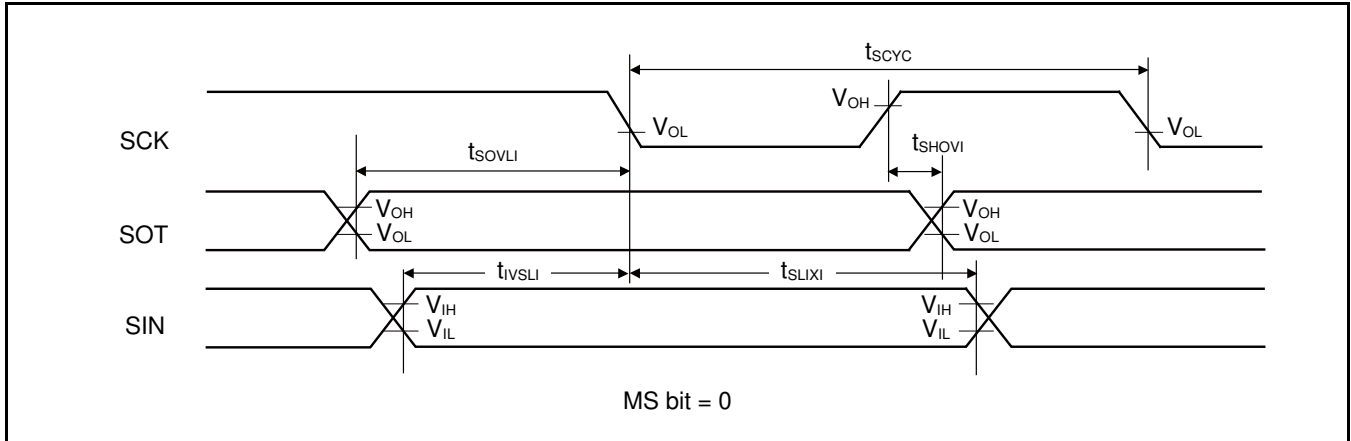 tSCYC
VOH
SCK
VOL
VOL
tSOVLI
tSHOVI
VOH
VOH
SOT
VOL
VOL
tIVSLI
tSLIXI
VIH
VIH
SIN
VIL
VIL
MS bit = 0